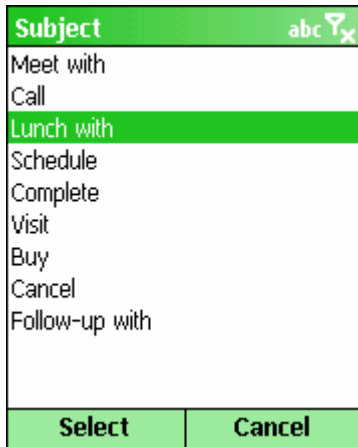 Subject abc
Meet with
Call
Lunch with
Schedule
Complete
Visit
Buy
Cancel
Follow-up with
Select Cancel